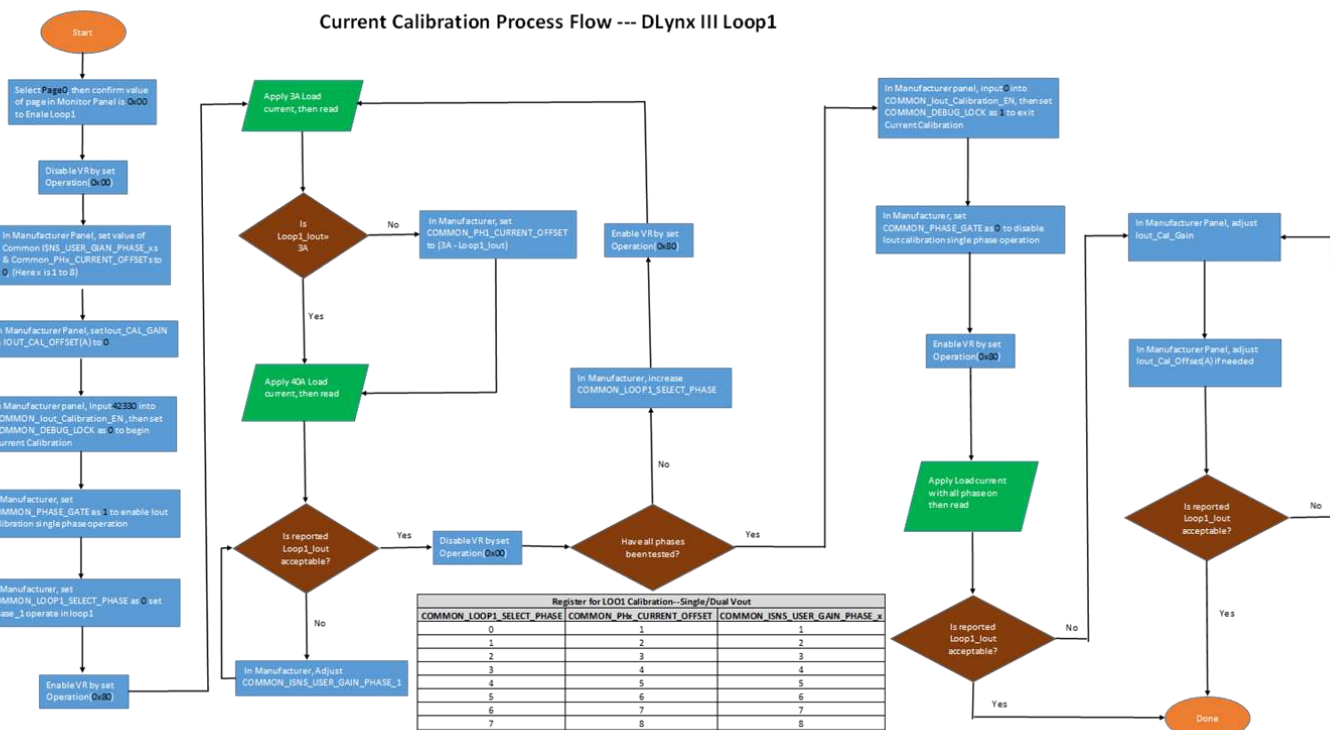 Current Calibration Process Flow --- DLynx III Loop1
Start
Select Page0, then confirm value
of page in Monitor Panel is 0x00
to Enale Loop1
Disable VR by set
Operation(0x00)
In Manufacturer Panel, set value of
Common ISNS_USER_GIAN_PHASE_xs
& Common_PHx_CURRENT_OFFSETs to
0. (Here x is 1 to 8)
Manufacturer Panel, set Iout_CAL_GAIN
IOUT_CAL_OFFSET(A) to 0
Manufacturer panel, Input 42330 into
COMMON_Iout_Calibration_EN, then set
COMMON_DEBUG_LOCK as 0 to begin
Current Calibration
Manufacturer, set
COMMON_PHASE_GATE as 1 to enable Iout
calibration single phase operation
Manufacturer, set
COMMON_LOOP1_SELECT_PHASE as 0 set
phase_1 operate in loop1
Enable VR by set
Operation(0x80)
Apply 3A Load
current, then read
Is
Loop1_Iout=
3A
No
In Manufacturer, set
COMMON_PH1_CURRENT_OFFSET
to (3A - Loop1_Iout)
Yes
Apply 40A Load
current, then read
Is reported
Loop1_Iout
acceptable?
No
In Manufacturer, Adjust
COMMON_ISNS_USER_GAIN_PHASE_1
Yes
Disable VR by set
Operation(0x00)
Have all phases
been tested?
No
In Manufacturer, increase
COMMON_LOOP1_SELECT_PHASE
Enable VR by set
Operation(0x80)
Yes
In Manufacturer panel, input 0 into
COMMON_Iout_Calibration_EN, then set
COMMON_DEBUG_LOCK as 1 to exit
Current Calibration
In Manufacturer, set
COMMON_PHASE_GATE as 0 to disable
Iout calibration single phase operation
Enable VR by set
Operation(0x80)
Apply Load current
with all phase on
then read
Is reported
Loop1_Iout
acceptable?
No
Yes
In Manufacturer Panel, adjust
Iout_Cal_Gain
In Manufacturer Panel, adjust
Iout_Cal_Offset(A) if needed
Is reported
Loop1_Iout
acceptable?
No
Yes
Done
Register for LOO1 Calibration--Single/Dual Vout
COMMON_LOOP1_SELECT_PHASE COMMON_PHx_CURRENT_OFFSET COMMON_ISNS_USER_GAIN_PHASE_x
0 1 1
1 2 2
2 3 3
3 4 4
4 5 5
5 6 6
6 7 7
7 8 8